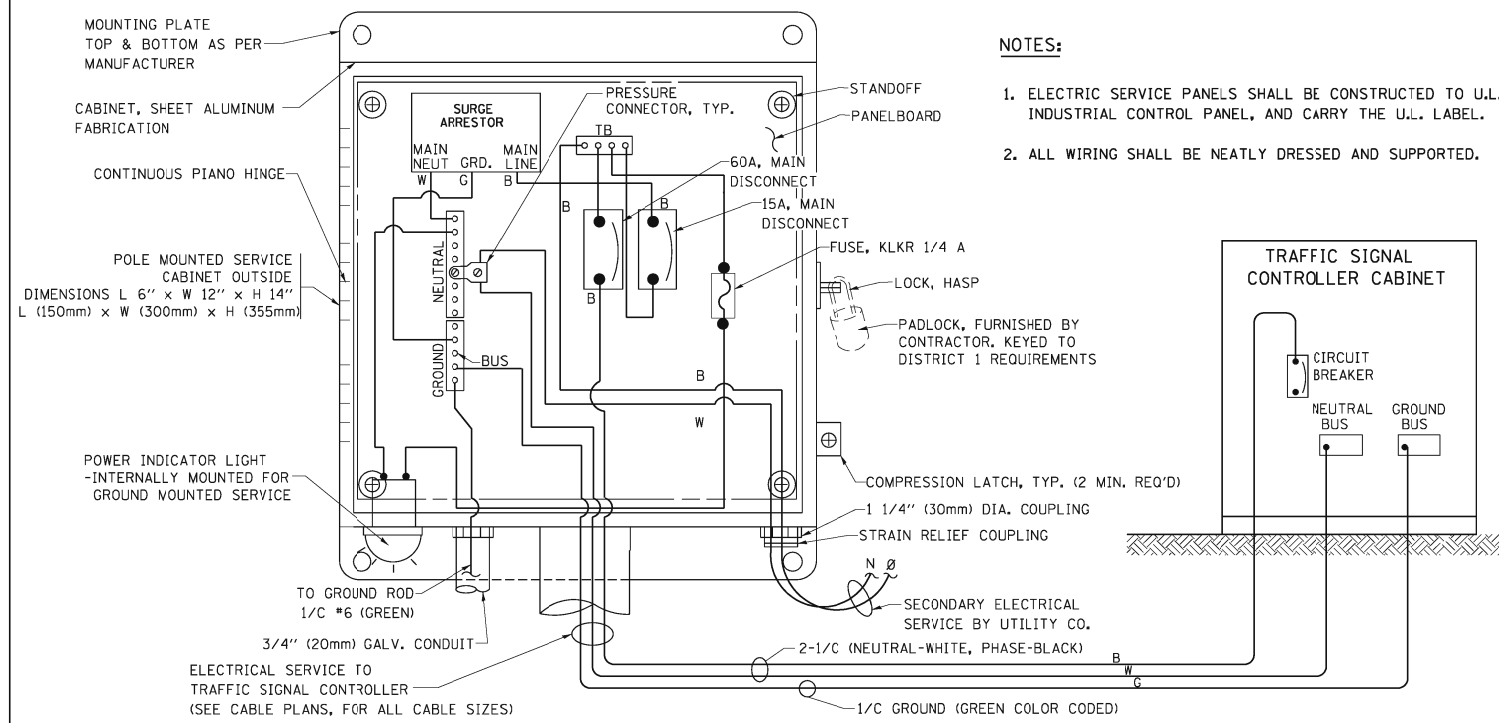 MOUNTING PLATE
TOP & BOTTOM AS PER
MANUFACTURER
CABINET, SHEET ALUMINUM
FABRICATION
CONTINUOUS PIANO HINGE
POLE MOUNTED SERVICE
CABINET OUTSIDE
DIMENSIONS L 6" x W 12" x H 14"
L (150mm) x W (300mm) x H (355mm)
POWER INDICATOR LIGHT
-INTERNALLY MOUNTED FOR
GROUND MOUNTED SERVICE
SURGE
ARRESTOR
MAIN
NEUT
GRD.
MAIN
LINE
W
G
B
PRESSURE
CONNECTOR, TYP.
TB
60A, MAIN
DISCONNECT
15A, MAIN
DISCONNECT
B
B
B
NEUTRAL
GROUND
BUS
B
W
STANDOFF
PANELBOARD
FUSE, KLKR 1/4 A
LOCK, HASP
PADLOCK, FURNISHED BY
CONTRACTOR. KEYED TO
DISTRICT 1 REQUIREMENTS
COMPRESSION LATCH, TYP. (2 MIN. REQ'D)
1 1/4" (30mm) DIA. COUPLING
STRAIN RELIEF COUPLING
N Ø
SECONDARY ELECTRICAL
SERVICE BY UTILITY CO.
TO GROUND ROD
1/C #6 (GREEN)
3/4" (20mm) GALV. CONDUIT
ELECTRICAL SERVICE TO
TRAFFIC SIGNAL CONTROLLER
(SEE CABLE PLANS, FOR ALL CABLE SIZES)
2-1/C (NEUTRAL-WHITE, PHASE-BLACK)
B
W
G
1/C GROUND (GREEN COLOR CODED)
NOTES:
1. ELECTRIC SERVICE PANELS SHALL BE CONSTRUCTED TO U.L.
INDUSTRIAL CONTROL PANEL, AND CARRY THE U.L. LABEL.
2. ALL WIRING SHALL BE NEATLY DRESSED AND SUPPORTED.
TRAFFIC SIGNAL
CONTROLLER CABINET
CIRCUIT
BREAKER
NEUTRAL
BUS
GROUND
BUS